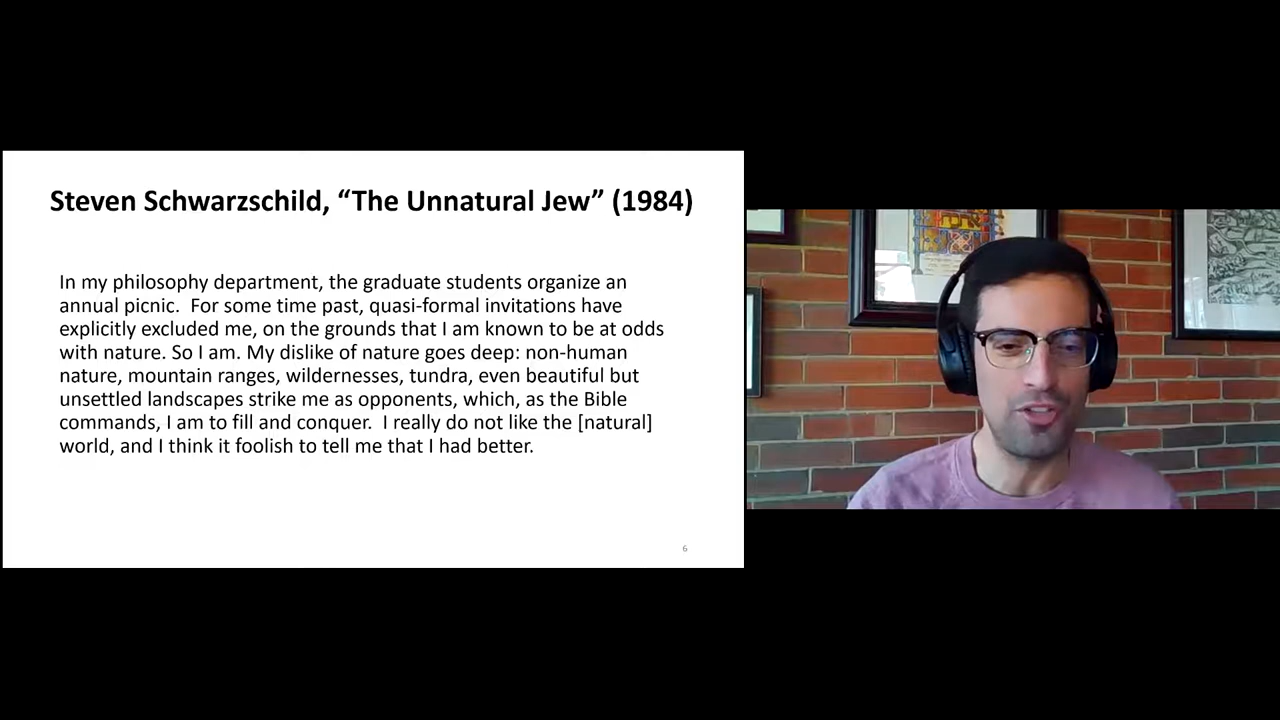 Steven Schwarzschild, “The Unnatural Jew” (1984)
In my philosophy department, the graduate students organize an
annual picnic.  For some time past, quasi-formal invitations have
explicitly excluded me, on the grounds that I am known to be at odds
with nature. So I am. My dislike of nature goes deep: non-human
nature, mountain ranges, wildernesses, tundra, even beautiful but
unsettled landscapes strike me as opponents, which, as the Bible
commands, I am to fill and conquer.  I really do not like the [natural]
world, and I think it foolish to tell me that I had better.
6